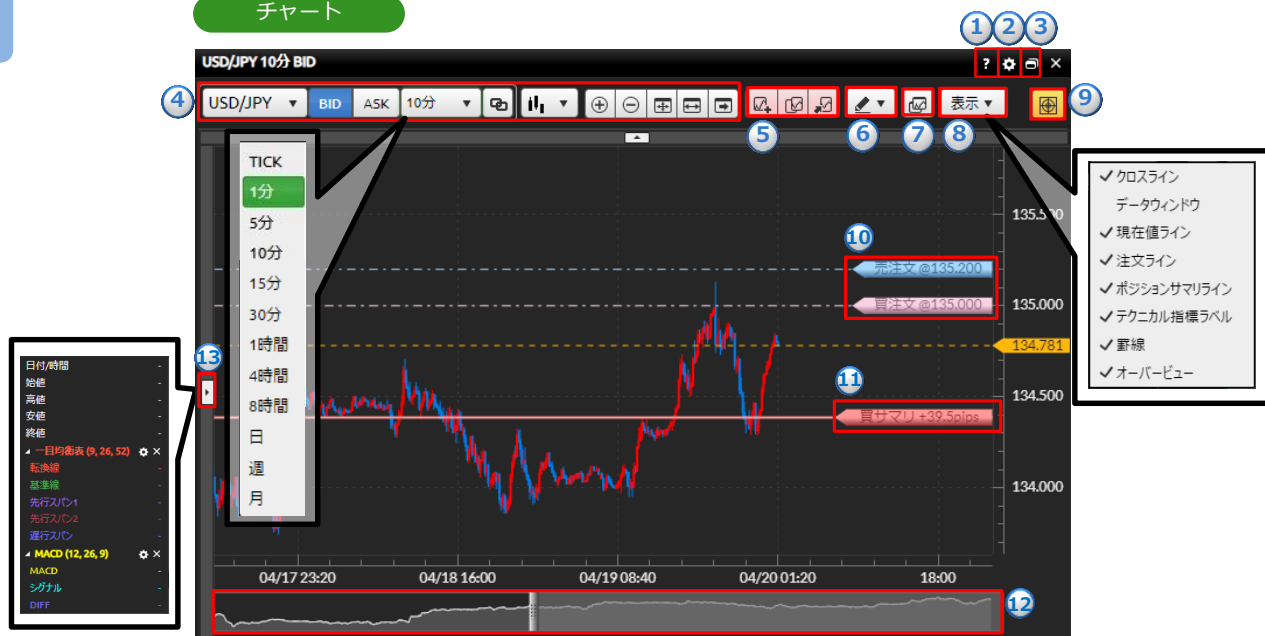 チャート
1 2 3
USD/JPY 10分 BID
?
4
USD/JPY BID ASK 10分
表示
9
5 6 7 8
TICK
1分
5分
10分
15分
30分
1時間
4時間
8時間
日
週
月
クロスライン
データウィンドウ
現在値ライン
注文ライン
ポジションサマリライン
テクニカル指標ラベル
罫線
オーバービュー
135.500
10
売注文 @135.200
買注文 @135.000
135.000
134.781
11
134.500
買サマリ +39.5pips
134.000
13
日付/時間 -
始値 -
高値 -
安値 -
終値 -
一目均衡表 (9, 26, 52)
転換線 -
基準線 -
先行スパン1 -
先行スパン2 -
遅行スパン -
MACD (12, 26, 9)
MACD -
シグナル -
DIFF -
04/17 23:20 04/18 16:00 04/19 08:40 04/20 01:20 18:00
12